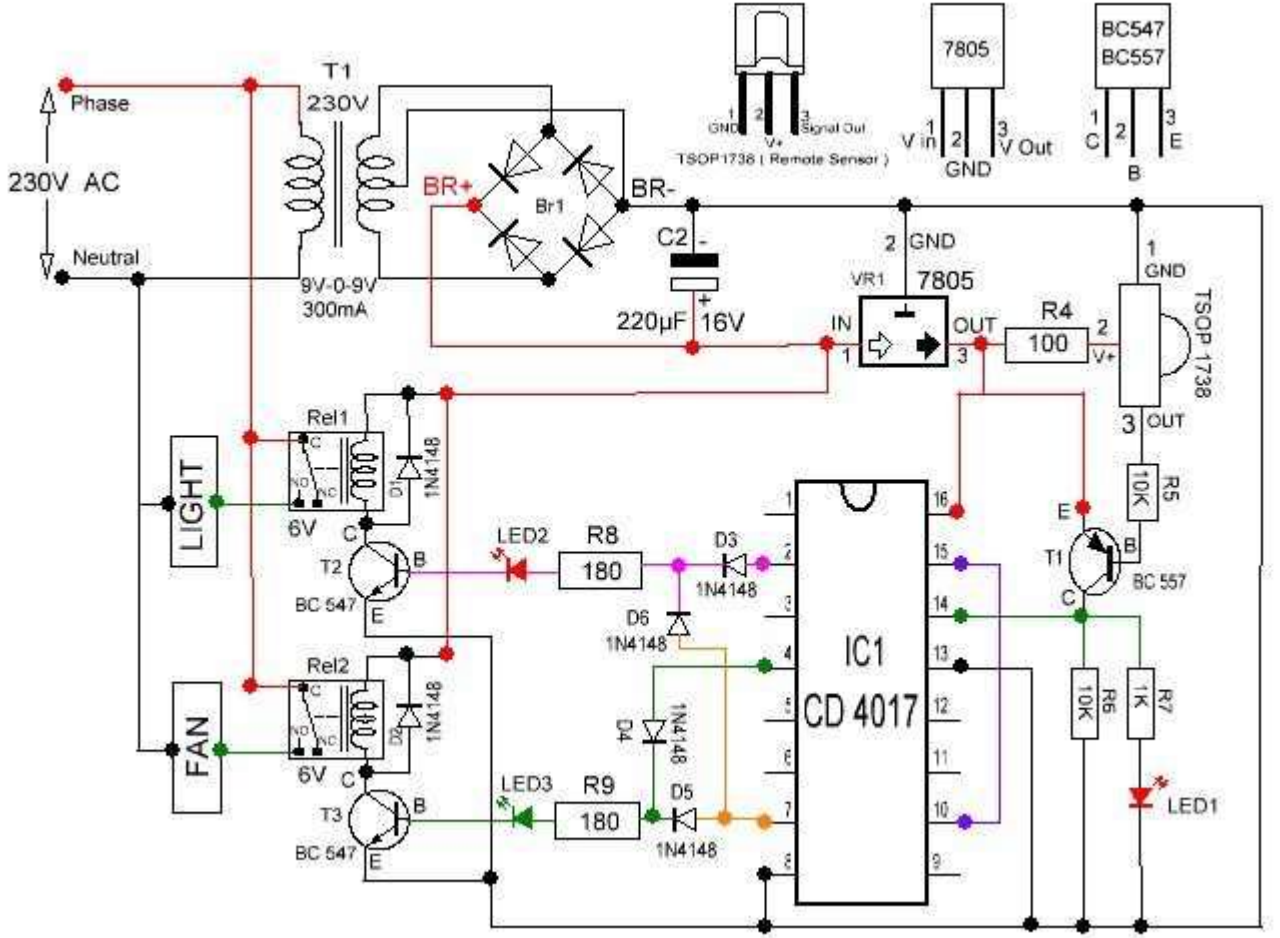 T1
230V
Phase
230V AC
Neutral
9V-0-9V
300mA
BR+
Br1
BR-
1
2
3
GND
Signal Out
V+
TSOP1738 ( Remote Sensor )
7805
1
2
3
V in
V Out
GND
BC547
BC557
1
2
3
C
E
B
C2
-
+
220µF 16V
2 GND
VR1 7805
IN
1
OUT
3
R4
100
2
V+
1
GND
TSOP 1738
3 OUT
R5
10K
E
B
T1
BC 557
C
Rel1
C
NO
NC
6V
D1
1N4148
LIGHT
C
T2
B
BC 547
E
LED2
R8
180
D3
1N4148
D6
1N4148
Rel2
C
NO
NC
6V
D2
1N4148
FAN
C
T3
B
BC 547
E
LED3
R9
180
D4
1N4148
D5
1N4148
IC1
CD 4017
1
2
3
4
5
6
7
8
16
15
14
13
12
11
10
9
R6
10K
R7
1K
LED1